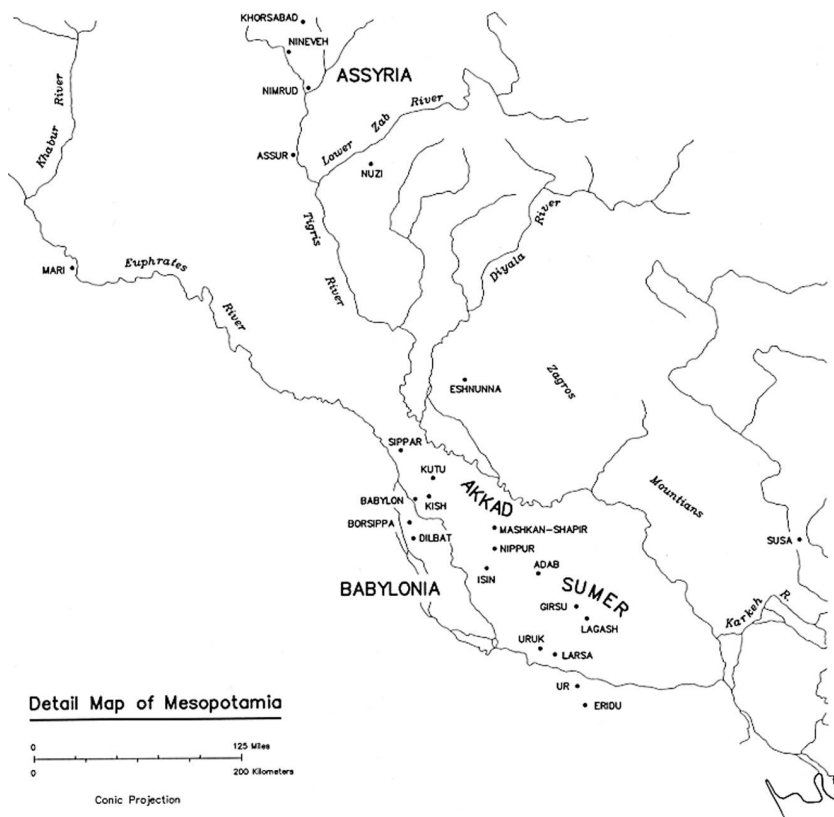 KHORSABAD
NINEVEH
ASSYRIA
NIMRUD
Khabur River
Lower Zab River
ASSUR
NUZI
Tigris River
Diyala River
MARI
Euphrates River
ESHNUNNA
Zagros Mountians
SIPPAR
KUTU
AKKAD
BABYLON
KISH
BORSIPPA
MASHKAN-SHAPIR
DILBAT
SUSA
NIPPUR
ADAB
ISIN
BABYLONIA
SUMER
GIRSU
LAGASH
Karkeh R.
URUK
LARSA
UR
ERIDU
Detail Map of Mesopotamia
0 125 Miles
0 200 Kilometers
Conic Projection